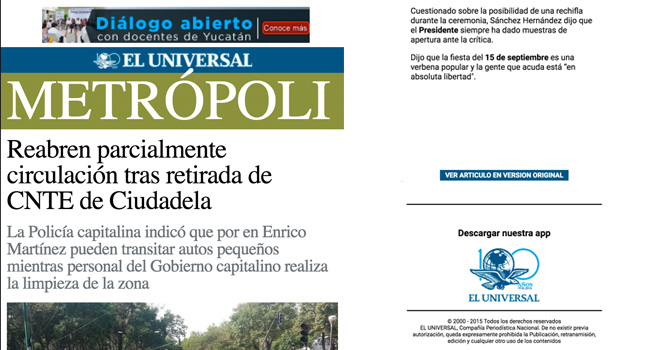 Diálogo abierto
con docentes de Yucatán
Conoce más
EL UNIVERSAL
METRÓPOLI
Reabren parcialmente
circulación tras retirada de
CNTE de Ciudadela
La Policía capitalina indicó que por en Enrico
Martínez pueden transitar autos pequeños
mientras personal del Gobierno capitalino realiza
la limpieza de la zona
Cuestionado sobre la posibilidad de una rechifla
durante la ceremonia, Sánchez Hernández dijo que
el Presidente siempre ha dado muestras de
apertura ante la crítica.
Dijo que la fiesta del 15 de septiembre es una
verbena popular y la gente que acuda está "en
absoluta libertad".
VER ARTICULO EN VERSION ORIGINAL
Descargar nuestra app
100
AÑOS
EL UNIVERSAL
© 2000 - 2015 Todos los derechos reservados
EL UNIVERSAL, Compañía Periodística Nacional. De no existir previa
autorización, queda expresamente prohibida la Publicación, retransmisión,
edición y cualquier otro uso de los contenidos